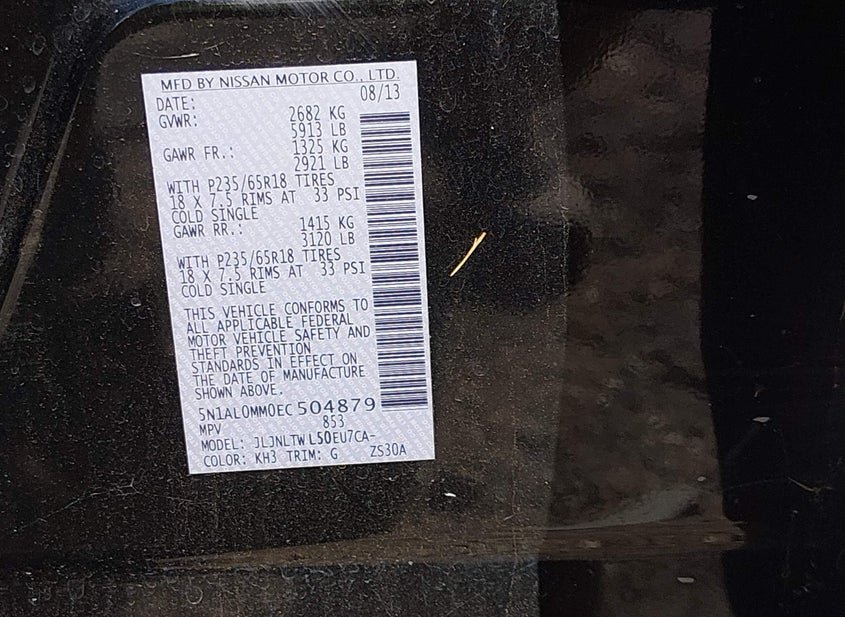 MFD BY NISSAN MOTOR CO., LTD.
DATE: 08/13
GVWR: 2682 KG
5913 LB
GAWR FR.: 1325 KG
2921 LB
WITH P235/65R18 TIRES
18 X 7.5 RIMS AT 33 PSI
COLD SINGLE
GAWR RR.: 1415 KG
3120 LB
WITH P235/65R18 TIRES
18 X 7.5 RIMS AT 33 PSI
COLD SINGLE
THIS VEHICLE CONFORMS TO
ALL APPLICABLE FEDERAL
MOTOR VEHICLE SAFETY AND
THEFT PREVENTION
STANDARDS IN EFFECT ON
THE DATE OF MANUFACTURE
SHOWN ABOVE.
5N1AL0MM0EC504879
MPV 853
MODEL: JLJNLTWL50EU7CA-
COLOR: KH3 TRIM: G ZS30A